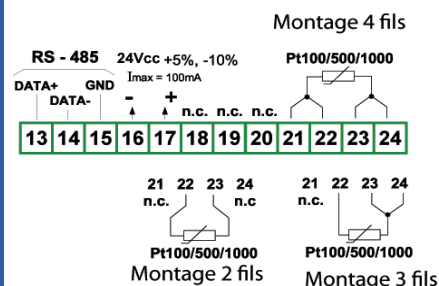 Montage 4 fils
RS - 485 24Vcc +5%, -10% Pt100/500/1000
Imax = 100mA
DATA+ GND
DATA- - + n.c. n.c. n.c.
13 14 15 16 17 18 19 20 21 22 23 24
21 22 23 24 21 22 23 24
n.c. n.c n.c.
Pt100/500/1000 Pt100/500/1000
Montage 2 fils Montage 3 fils